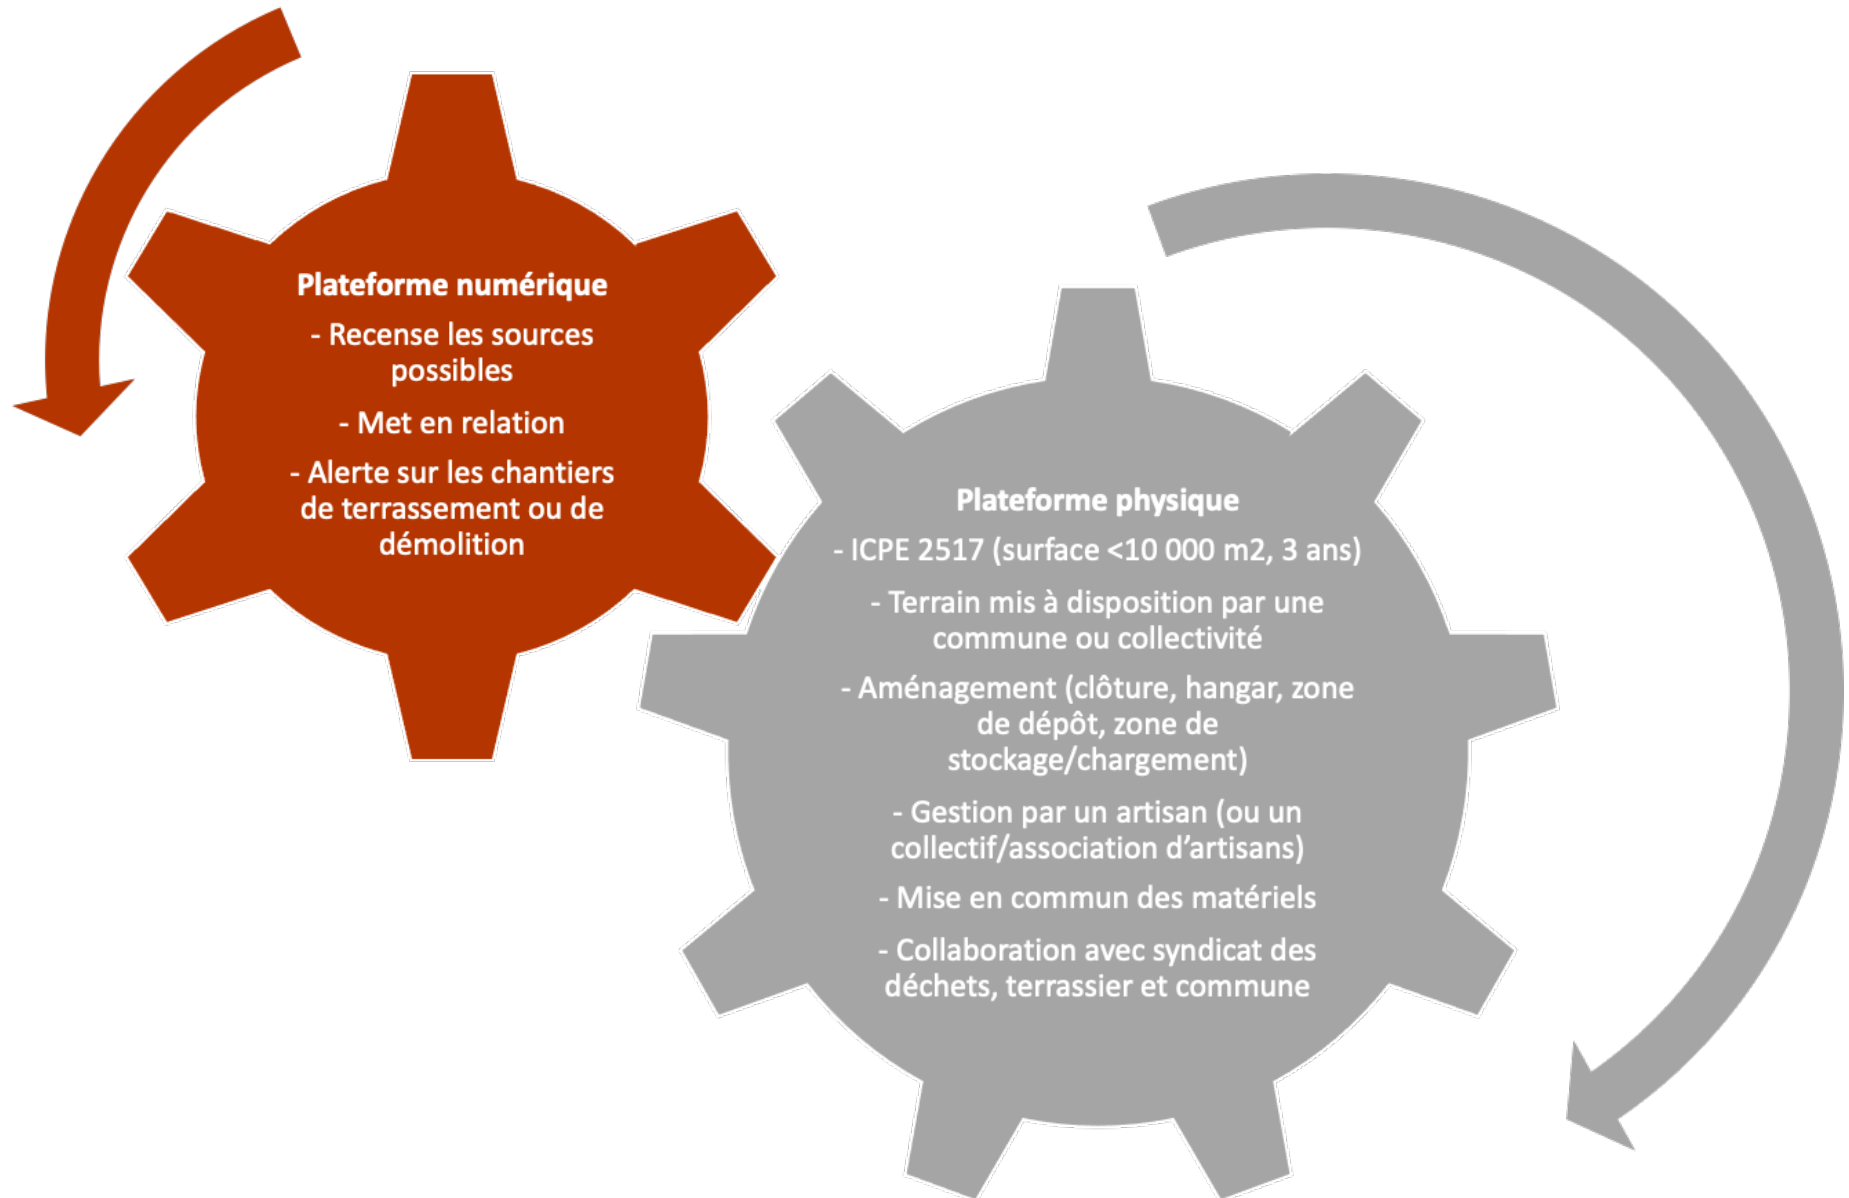 Plateforme numérique
- Recense les sources
possibles
- Met en relation
- Alerte sur les chantiers
de terrassement ou de
démolition
Plateforme physique
- ICPE 2517 (surface <10 000 m2, 3 ans)
- Terrain mis à disposition par une
commune ou collectivité
- Aménagement (clôture, hangar, zone
de dépôt, zone de
stockage/chargement)
- Gestion par un artisan (ou un
collectif/association d’artisans)
- Mise en commun des matériels
- Collaboration avec syndicat des
déchets, terrassier et commune